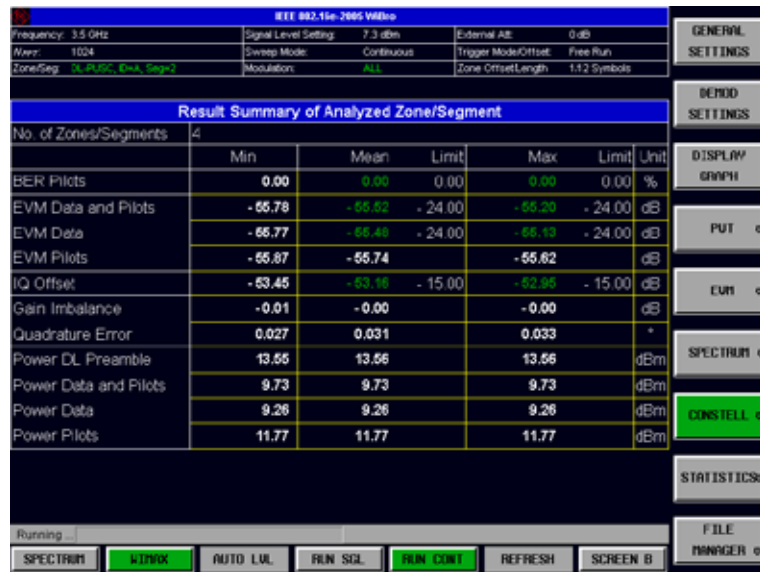 IEEE 802.16e-2005 WiBro
Frequency: 3.5 GHz Signal Level Setting: 7.3 dBm External Att: 0 dB
NFFT: 1024 Sweep Mode: Continuous Trigger Mode/Offset: Free Run
Zone/Seg: DL-PUSC, ID=A, Seg=2 Modulation: ALL Zone Offset/Length 1.12 Symbols
Result Summary of Analyzed Zone/Segment
No. of Zones/Segments 4
Min Mean Limit Max Limit Unit
BER Pilots 0.00 0.00 0.00 0.00 0.00 %
EVM Data and Pilots - 55.78 - 55.52 - 24.00 - 55.20 - 24.00 dB
EVM Data - 55.77 - 55.48 - 24.00 - 55.13 - 24.00 dB
EVM Pilots - 55.87 - 55.74 - 55.62 dB
IQ Offset - 53.45 - 53.16 - 15.00 - 52.95 - 15.00 dB
Gain Imbalance - 0.01 - 0.00 - 0.00 dB
Quadrature Error 0.027 0.031 0.033 °
Power DL Preamble 13.55 13.56 13.56 dBm
Power Data and Pilots 9.73 9.73 9.73 dBm
Power Data 9.26 9.26 9.26 dBm
Power Pilots 11.77 11.77 11.77 dBm
Running ...
SPECTRUM WIMAX AUTO LVL RUN SGL RUN CONT REFRESH SCREEN B
GENERAL
SETTINGS
DEMOD
SETTINGS
DISPLAY
GRAPH
PUT
EVM
SPECTRUM
CONSTELL
STATISTICS
FILE
MANAGER